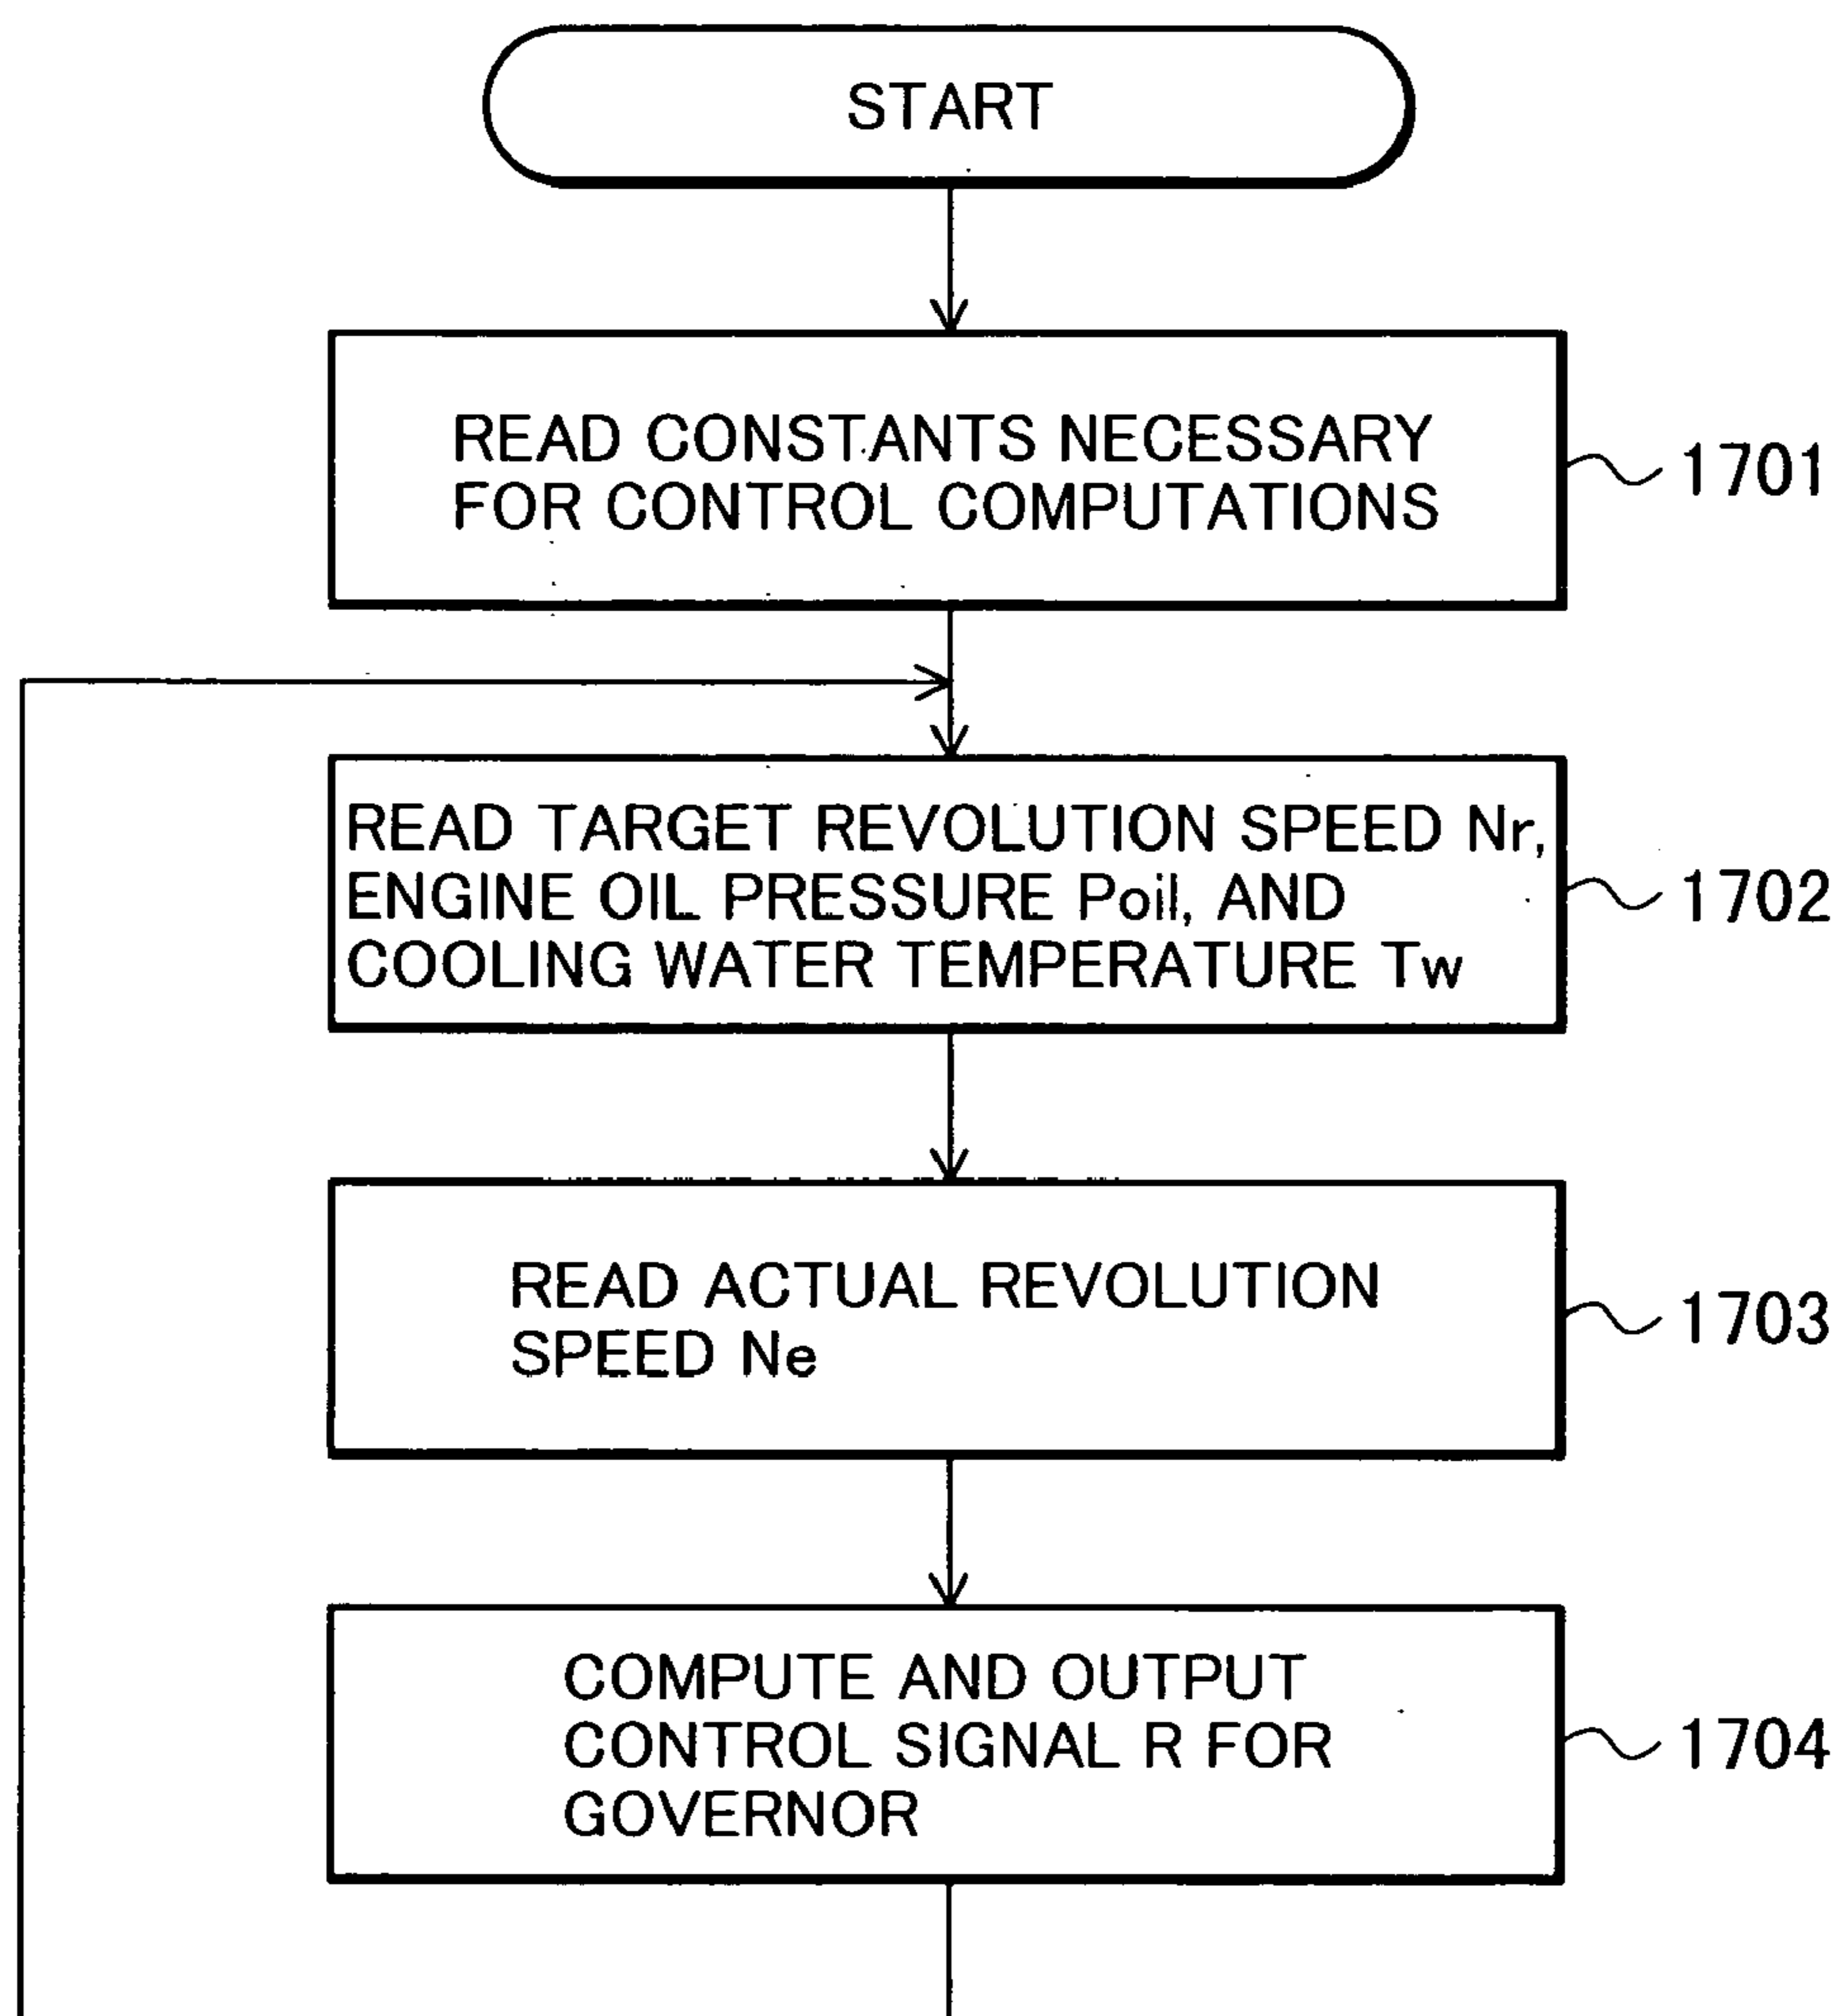 START
READ CONSTANTS NECESSARY
FOR CONTROL COMPUTATIONS
1701
READ TARGET REVOLUTION SPEED Nr,
ENGINE OIL PRESSURE Poil, AND
COOLING WATER TEMPERATURE Tw
1702
READ ACTUAL REVOLUTION
SPEED Ne
1703
COMPUTE AND OUTPUT
CONTROL SIGNAL R FOR
GOVERNOR
1704